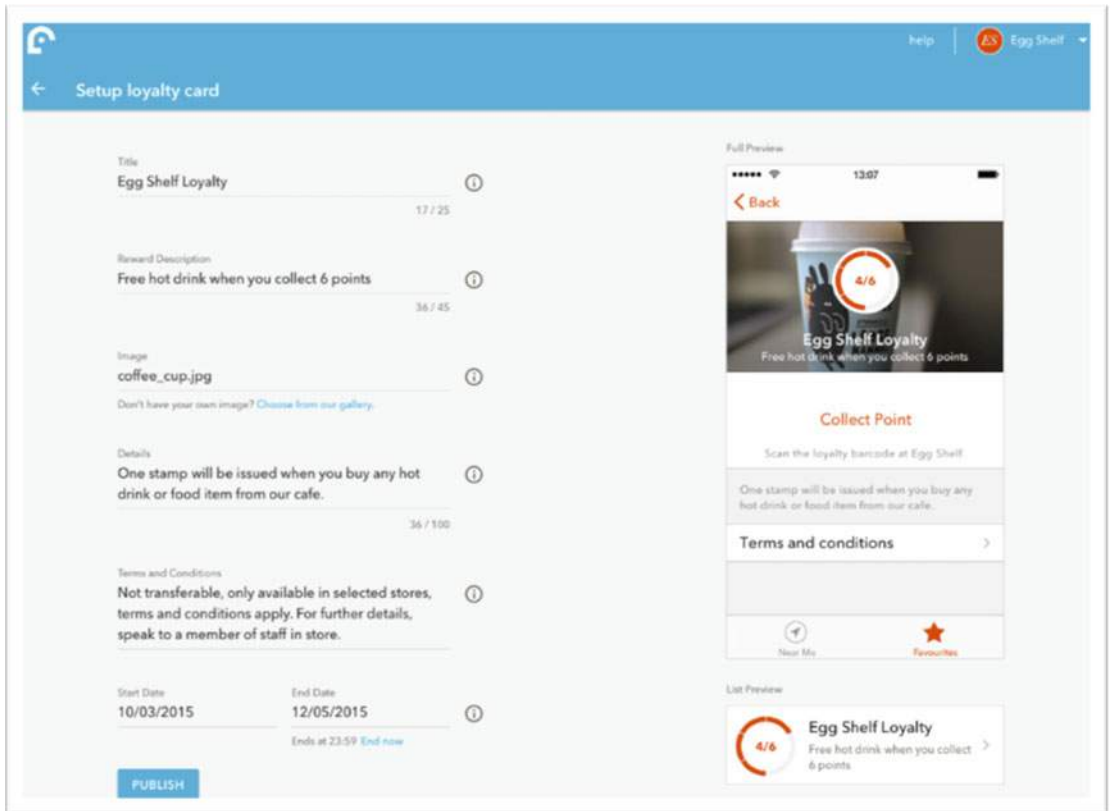 help
ES
Egg Shelf
Setup loyalty card
Title
Egg Shelf Loyalty
17 / 25
Reward Description
Free hot drink when you collect 6 points
36 / 45
Image
coffee_cup.jpg
Don't have your own image? Choose from our gallery.
Details
One stamp will be issued when you buy any hot
drink or food item from our cafe.
36 / 100
Terms and Conditions
Not transferable, only available in selected stores,
terms and conditions apply. For further details,
speak to a member of staff in store.
Start Date
End Date
10/03/2015
12/05/2015
Ends at 23:59 End now
PUBLISH
Full Preview
13:07
Back
4/6
Egg Shelf Loyalty
Free hot drink when you collect 6 points
Collect Point
Scan the loyalty barcode at Egg Shelf
One stamp will be issued when you buy any
hot drink or food item from our cafe.
Terms and conditions
Near Me
Favourites
List Preview
4/6
Egg Shelf Loyalty
Free hot drink when you collect
6 points